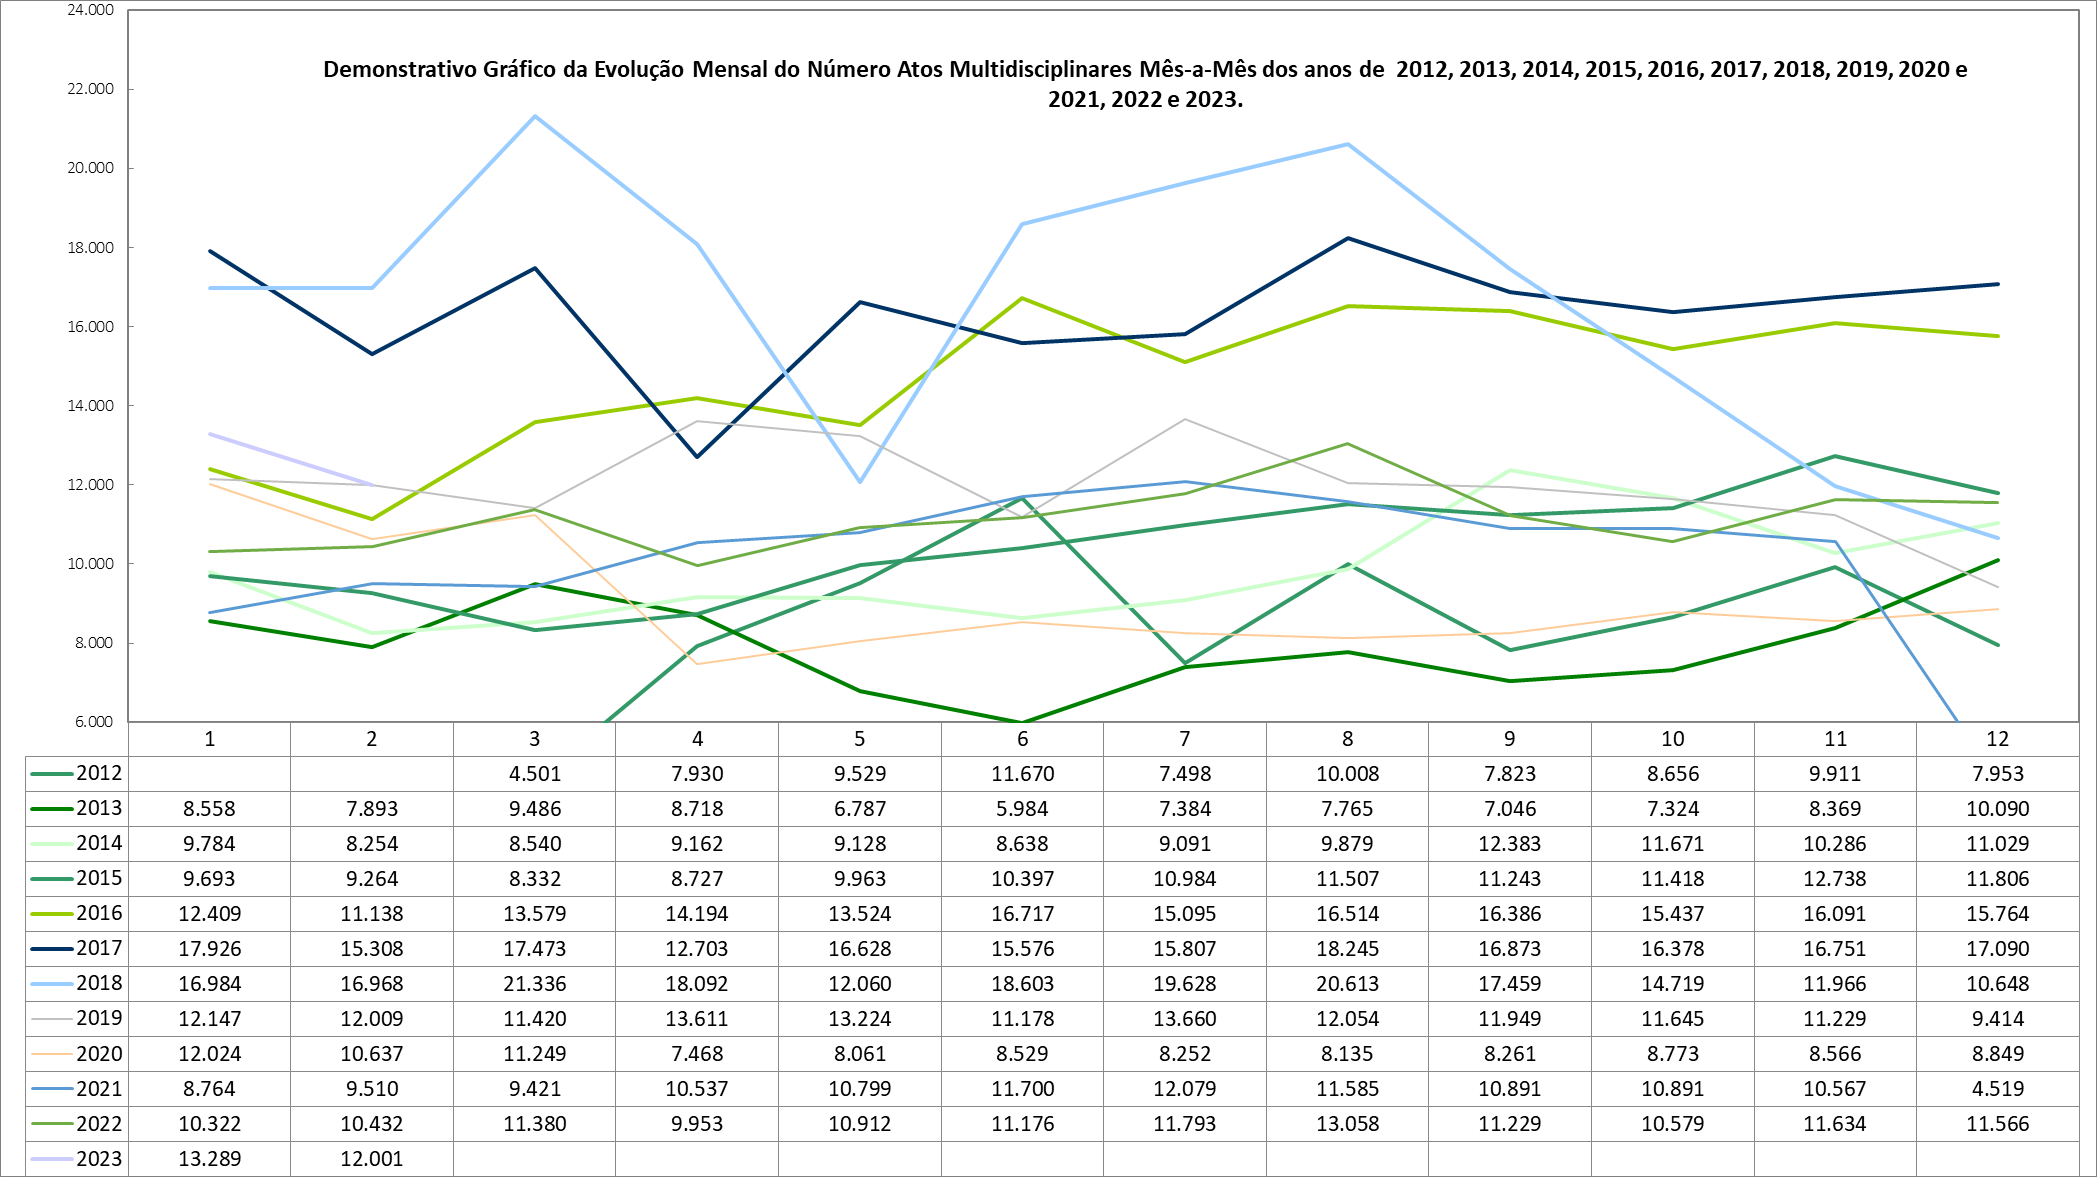 24.000
Demonstrativo Gráfico da Evolução Mensal do Número Atos Multidisciplinares Mês-a-Mês dos anos de 2012, 2013, 2014, 2015, 2016, 2017, 2018, 2019, 2020 e
2021, 2022 e 2023.
22.000
20.000
18.000
16.000
14.000
12.000
10.000
8.000
6.000
1 2 3 4 5 6 7 8 9 10 11 12
2012 4.501 7.930 9.529 11.670 7.498 10.008 7.823 8.656 9.911 7.953
2013 8.558 7.893 9.486 8.718 6.787 5.984 7.384 7.765 7.046 7.324 8.369 10.090
2014 9.784 8.254 8.540 9.162 9.128 8.638 9.091 9.879 12.383 11.671 10.286 11.029
2015 9.693 9.264 8.332 8.727 9.963 10.397 10.984 11.507 11.243 11.418 12.738 11.806
2016 12.409 11.138 13.579 14.194 13.524 16.717 15.095 16.514 16.386 15.437 16.091 15.764
2017 17.926 15.308 17.473 12.703 16.628 15.576 15.807 18.245 16.873 16.378 16.751 17.090
2018 16.984 16.968 21.336 18.092 12.060 18.603 19.628 20.613 17.459 14.719 11.966 10.648
2019 12.147 12.009 11.420 13.611 13.224 11.178 13.660 12.054 11.949 11.645 11.229 9.414
2020 12.024 10.637 11.249 7.468 8.061 8.529 8.252 8.135 8.261 8.773 8.566 8.849
2021 8.764 9.510 9.421 10.537 10.799 11.700 12.079 11.585 10.891 10.891 10.567 4.519
2022 10.322 10.432 11.380 9.953 10.912 11.176 11.793 13.058 11.229 10.579 11.634 11.566
2023 13.289 12.001